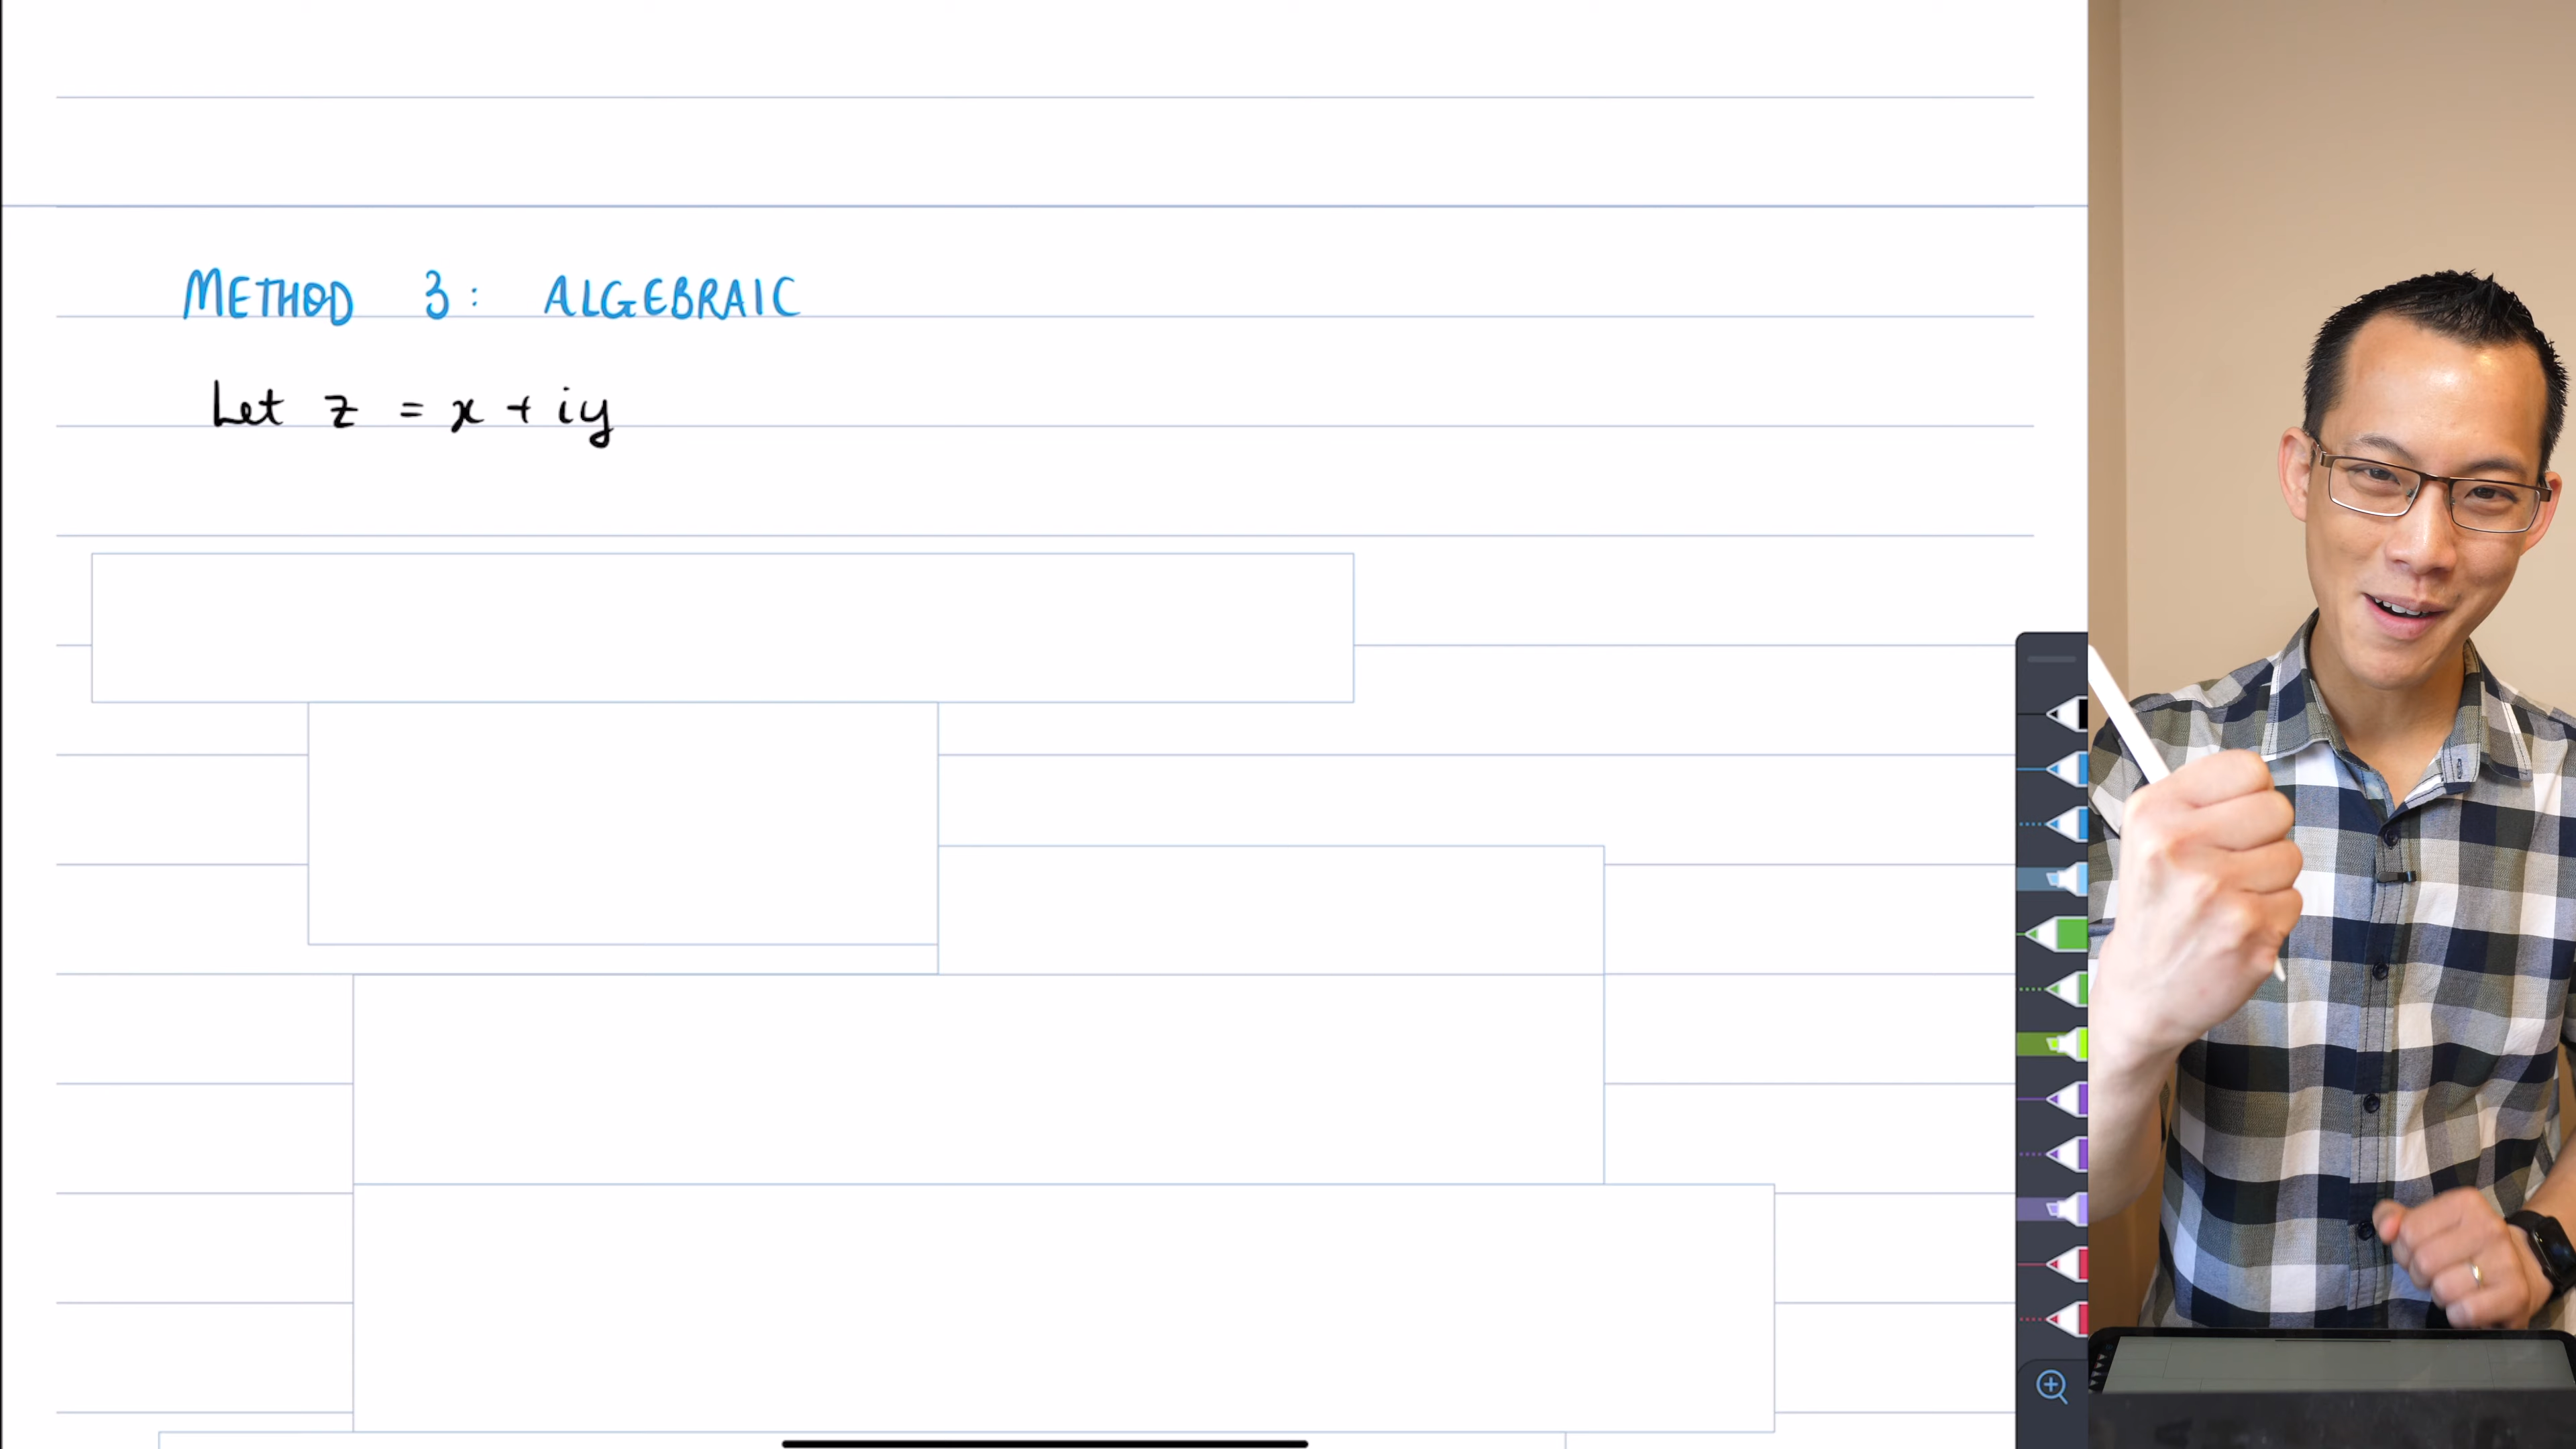 METHOD 3: ALGEBRAIC
Let z = x + iy